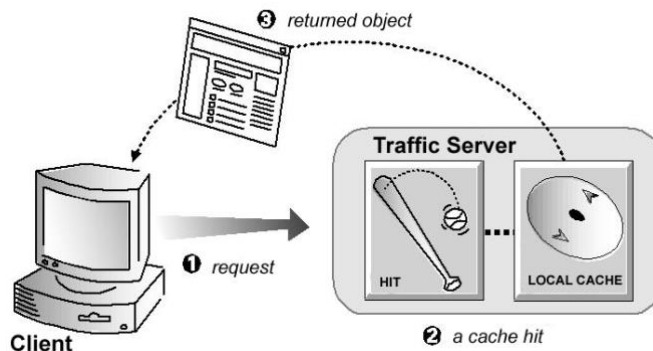 ❸ returned object
Traffic Server
HIT
LOCAL CACHE
❶ request
❷ a cache hit
Client